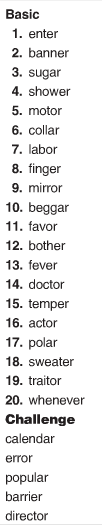 Basic
1. enter
2. banner
3. sugar
4. shower
5. motor
6. collar
7. labor
8. finger
9. mirror
10. beggar
11. favor
12. bother
13. fever
14. doctor
15. temper
16. actor
17. polar
18. sweater
19. traitor
20. whenever
Challenge
calendar
error
popular
barrier
director